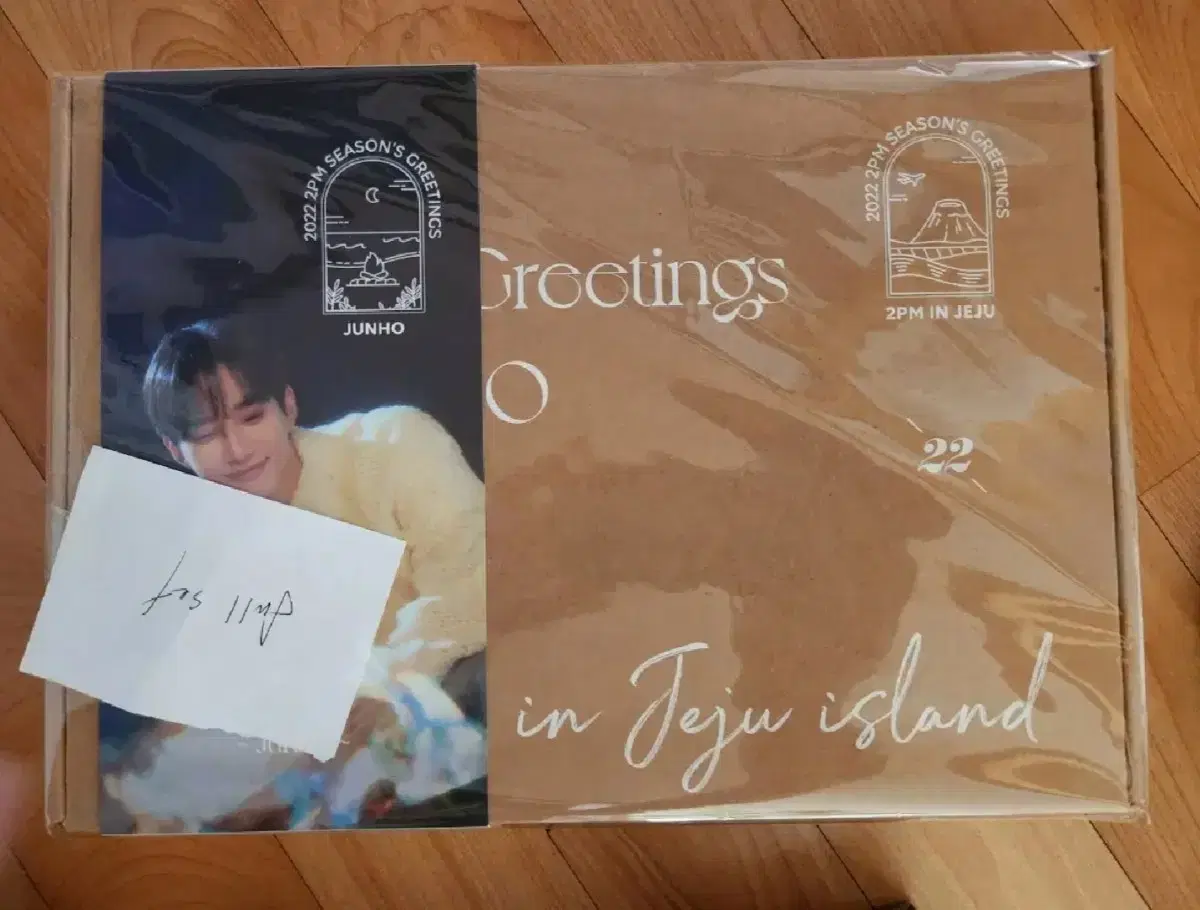 2022 2PM SEASON'S GREETINGS
JUNHO
2022 2PM SEASON'S GREETINGS
2PM IN JEJU
Greetings
O
22
in Jeju island